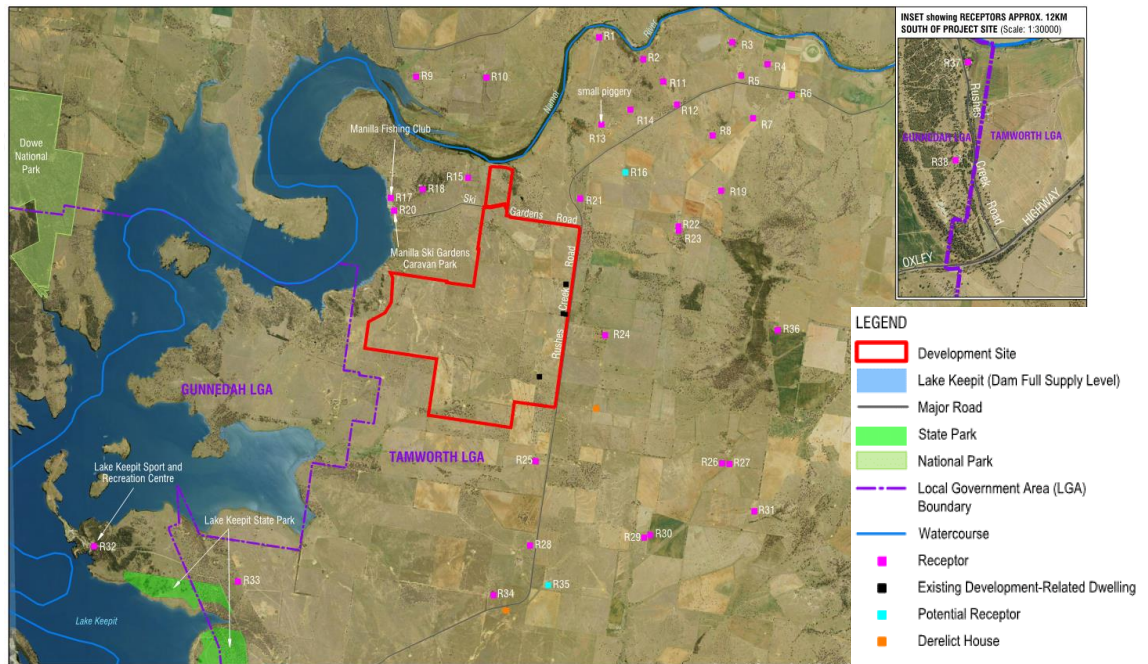 INSET showing RECEPTORS APPROX. 12KM
SOUTH OF PROJECT SITE (Scale: 1:30000)
R37
Rushes
GUNNEDAH LGA
TAMWORTH LGA
R38
Creek
Road
OXLEY
HIGHWAY
R1
River
R3
R2
R4
R5
R9
R10
R11
R6
small piggery
Namoi
R14
R12
R7
R13
R8
Manilla Fishing Club
Dowe
National
Park
R16
R15
R18
R19
R17
Ski
Gardens
Road
R21
R20
R22
R23
Manilla Ski Gardens
Caravan Park
Road
Creek
Rushes
R24
R36
GUNNEDAH LGA
TAMWORTH LGA
R25
R26
R27
Lake Keepit Sport and
Recreation Centre
R31
Lake Keepit State Park
R29
R30
R32
R28
R33
R35
R34
Lake Keepit
LEGEND
Development Site
Lake Keepit (Dam Full Supply Level)
Major Road
State Park
National Park
Local Government Area (LGA)
Boundary
Watercourse
Receptor
Existing Development-Related Dwelling
Potential Receptor
Derelict House